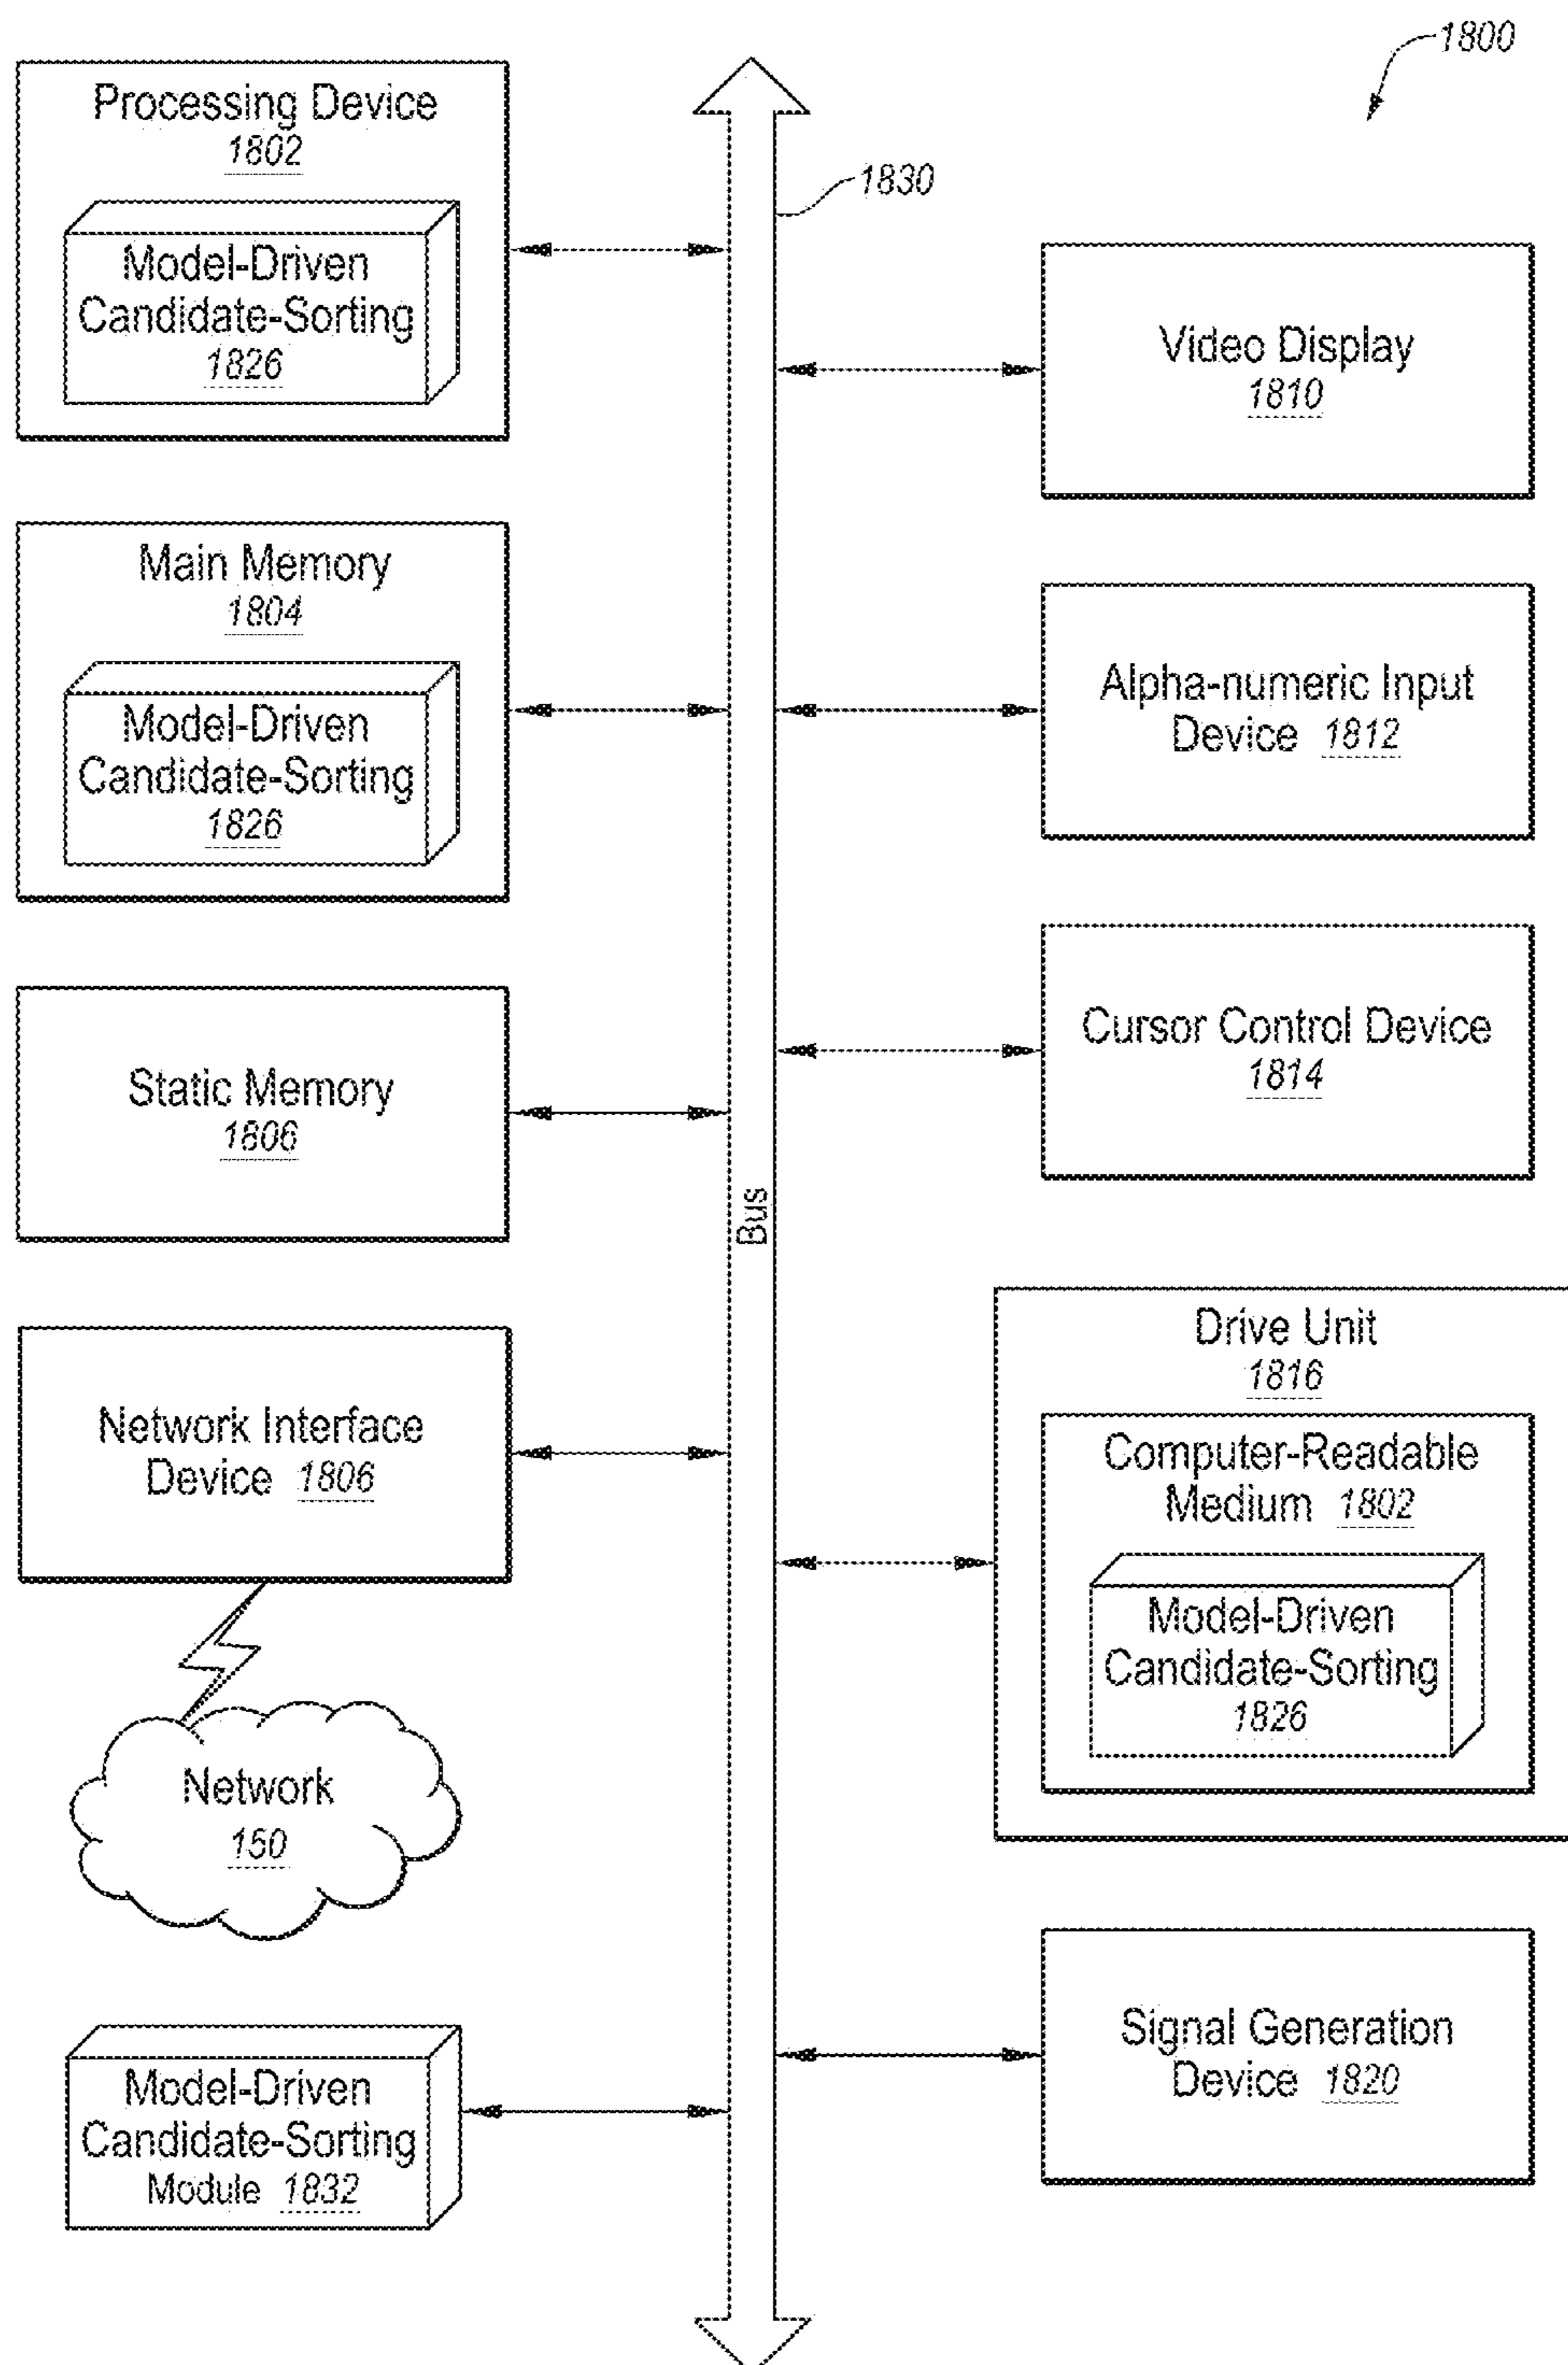 1800
Processing Device
1802
Model-Driven
Candidate-Sorting
1826
1830
Video Display
1810
Main Memory
1804
Model-Driven
Candidate-Sorting
1826
Alpha-numeric Input
Device 1812
Static Memory
1806
Cursor Control Device
1814
Bus
Network Interface
Device 1806
Network
150
Drive Unit
1816
Computer-Readable
Medium 1802
Model-Driven
Candidate-Sorting
1826
Model-Driven
Candidate-Sorting
Module 1832
Signal Generation
Device 1820